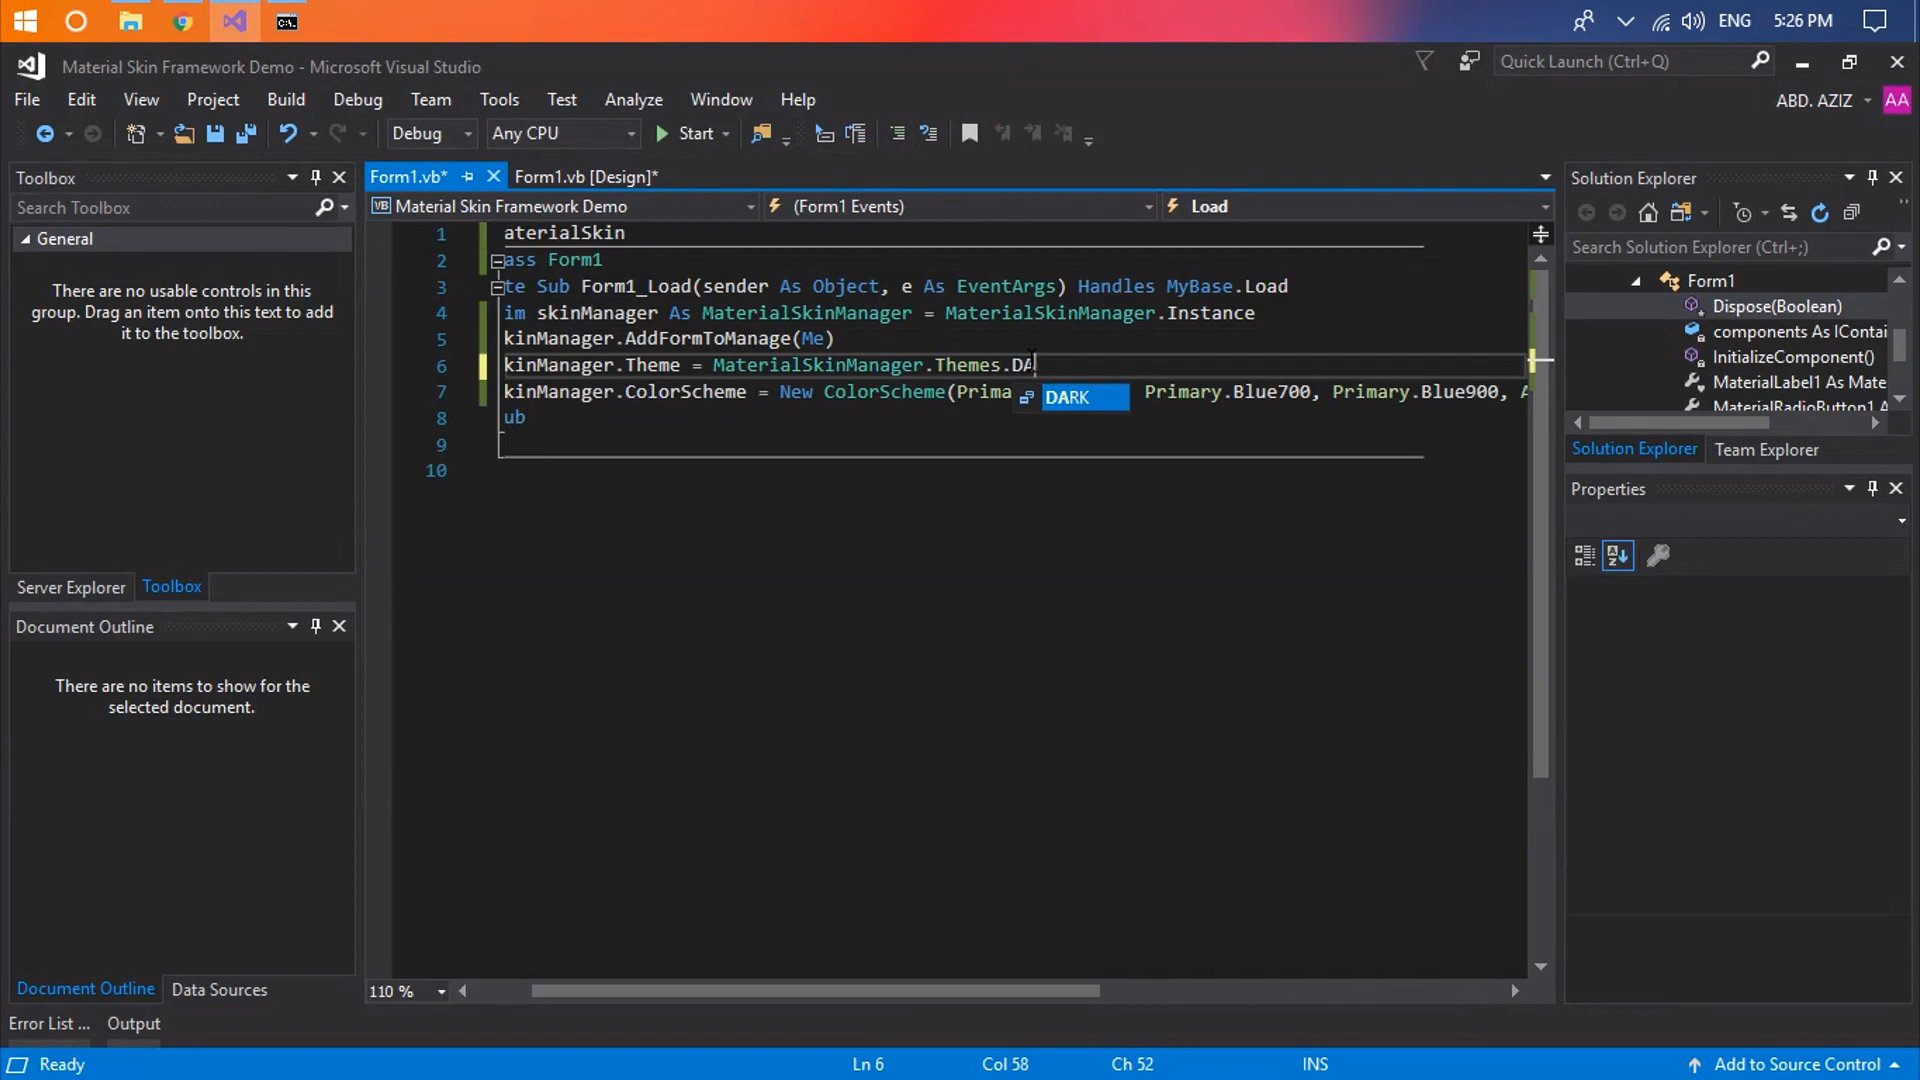 ENG
5:26 PM
Material Skin Framework Demo - Microsoft Visual Studio
Quick Launch (Ctrl+Q)
File Edit View Project Build Debug Team Tools Test Analyze Window Help
ABD. AZIZ
AA
Debug
Any CPU
Start
Toolbox
Search Toolbox
General
There are no usable controls in this
group. Drag an item onto this text to add
it to the toolbox.
Server Explorer
Toolbox
Document Outline
There are no items to show for the
selected document.
Document Outline
Data Sources
Form1.vb*
Form1.vb [Design]*
VB Material Skin Framework Demo
(Form1 Events)
Load
1 aterialSkin
2 ass Form1
3 te Sub Form1_Load(sender As Object, e As EventArgs) Handles MyBase.Load
4 im skinManager As MaterialSkinManager = MaterialSkinManager.Instance
5 kinManager.AddFormToManage(Me)
6 kinManager.Theme = MaterialSkinManager.Themes.DA
7 kinManager.ColorScheme = New ColorScheme(Prima Primary.Blue700, Primary.Blue900, A
DARK
8 ub
9
10
110 %
Solution Explorer
Search Solution Explorer (Ctrl+;)
Form1
Dispose(Boolean)
components As IContai
InitializeComponent()
MaterialLabel1 As Mate
MaterialRadioButton1 A
Solution Explorer
Team Explorer
Properties
Error List ...
Output
Ready
Ln 6
Col 58
Ch 52
INS
Add to Source Control